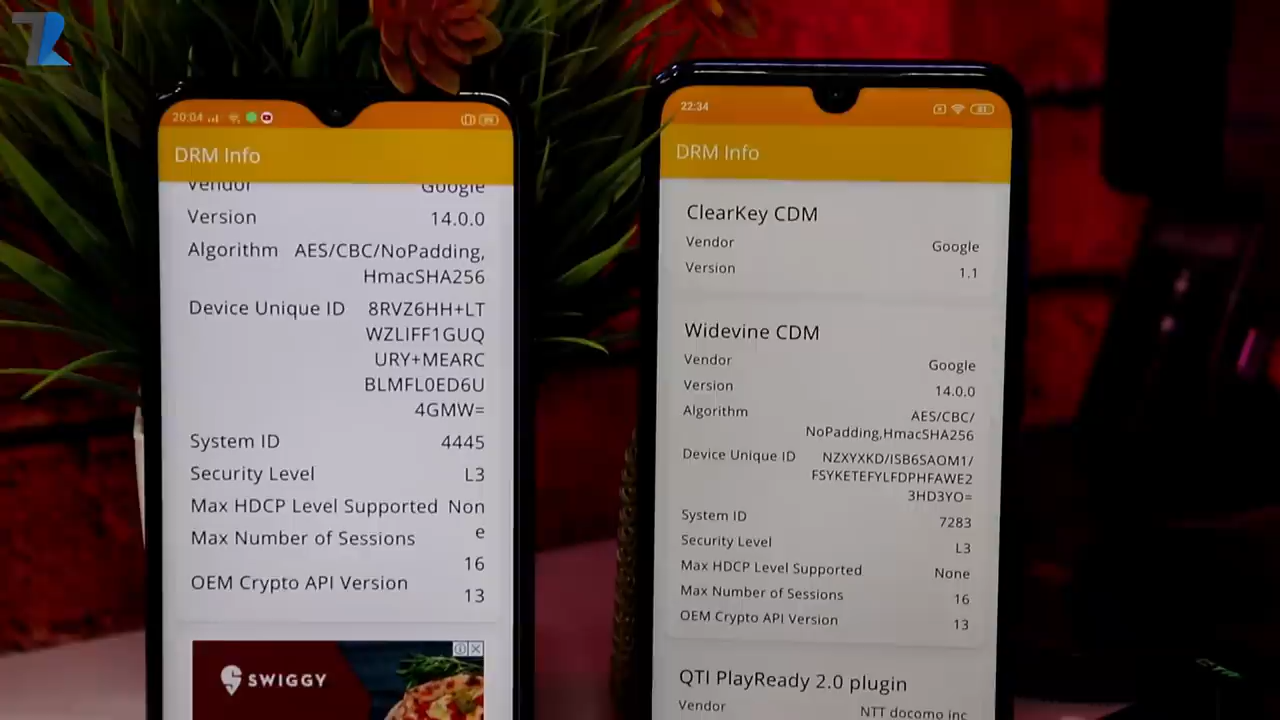 20:04
DRM Info
Vendor Google
Version 14.0.0
Algorithm AES/CBC/NoPadding,
HmacSHA256
Device Unique ID 8RVZ6HH+LT
WZLIFF1GUQ
URY+MEARC
BLMFL0ED6U
4GMW=
System ID 4445
Security Level L3
Max HDCP Level Supported Non
e
Max Number of Sessions
16
OEM Crypto API Version
13
SWIGGY
22:34
81
DRM Info
ClearKey CDM
Vendor Google
Version 1.1
Widevine CDM
Vendor Google
Version 14.0.0
Algorithm AES/CBC/
NoPadding,HmacSHA256
Device Unique ID NZXYXKD/ISB6SAOM1/
FSYKETEFYLFDPHFAWE2
3HD3YO=
System ID 7283
Security Level L3
Max HDCP Level Supported None
Max Number of Sessions 16
OEM Crypto API Version 13
QTI PlayReady 2.0 plugin
Vendor NTT docomo inc